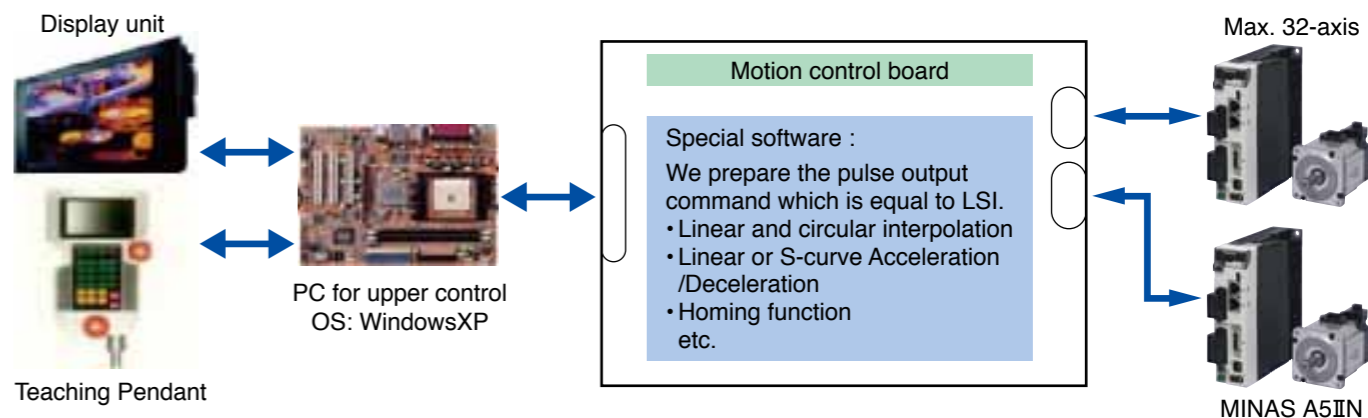 Display unit
Teaching Pendant
PC for upper control
OS: WindowsXP
Motion control board
Special software :
We prepare the pulse output
command which is equal to LSI.
・Linear and circular interpolation
・Linear or S-curve Acceleration
/Deceleration
・Homing function
etc.
Max. 32-axis
MINAS A5ⅡN